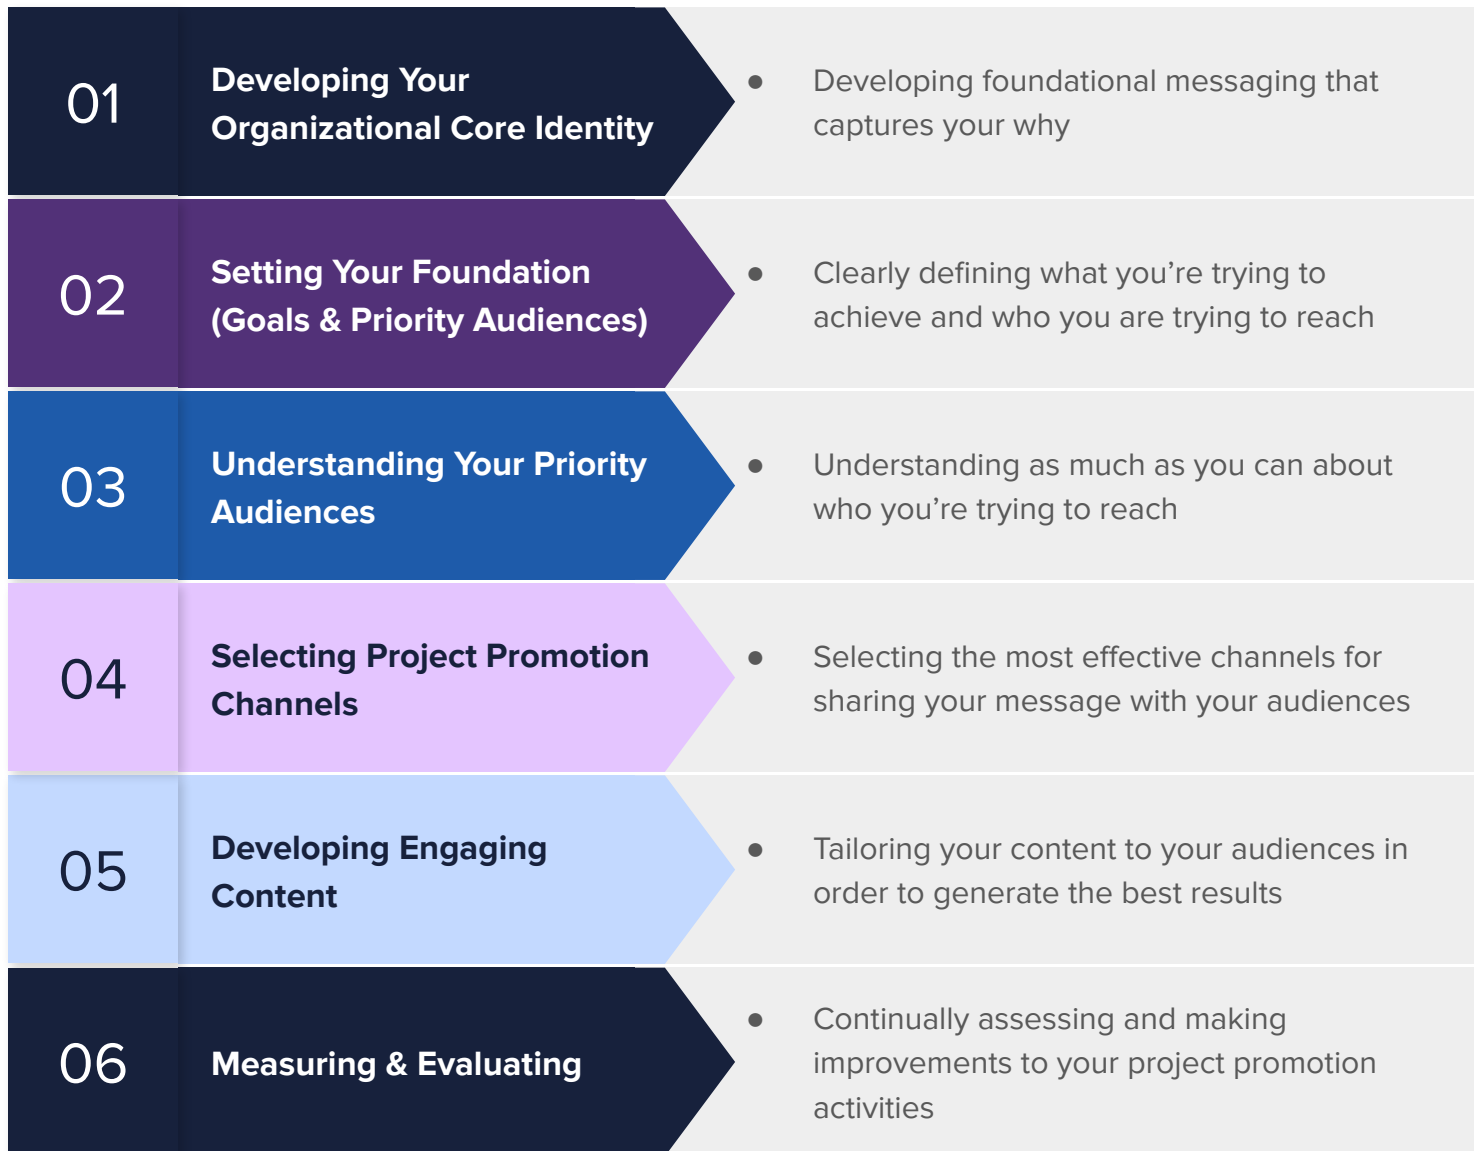 01
Developing Your
Organizational Core Identity
● Developing foundational messaging that
captures your why
02
Setting Your Foundation
(Goals & Priority Audiences)
● Clearly defining what you’re trying to
achieve and who you are trying to reach
03
Understanding Your Priority
Audiences
● Understanding as much as you can about
who you’re trying to reach
04
Selecting Project Promotion
Channels
● Selecting the most effective channels for
sharing your message with your audiences
05
Developing Engaging
Content
● Tailoring your content to your audiences in
order to generate the best results
06
Measuring & Evaluating
● Continually assessing and making
improvements to your project promotion
activities